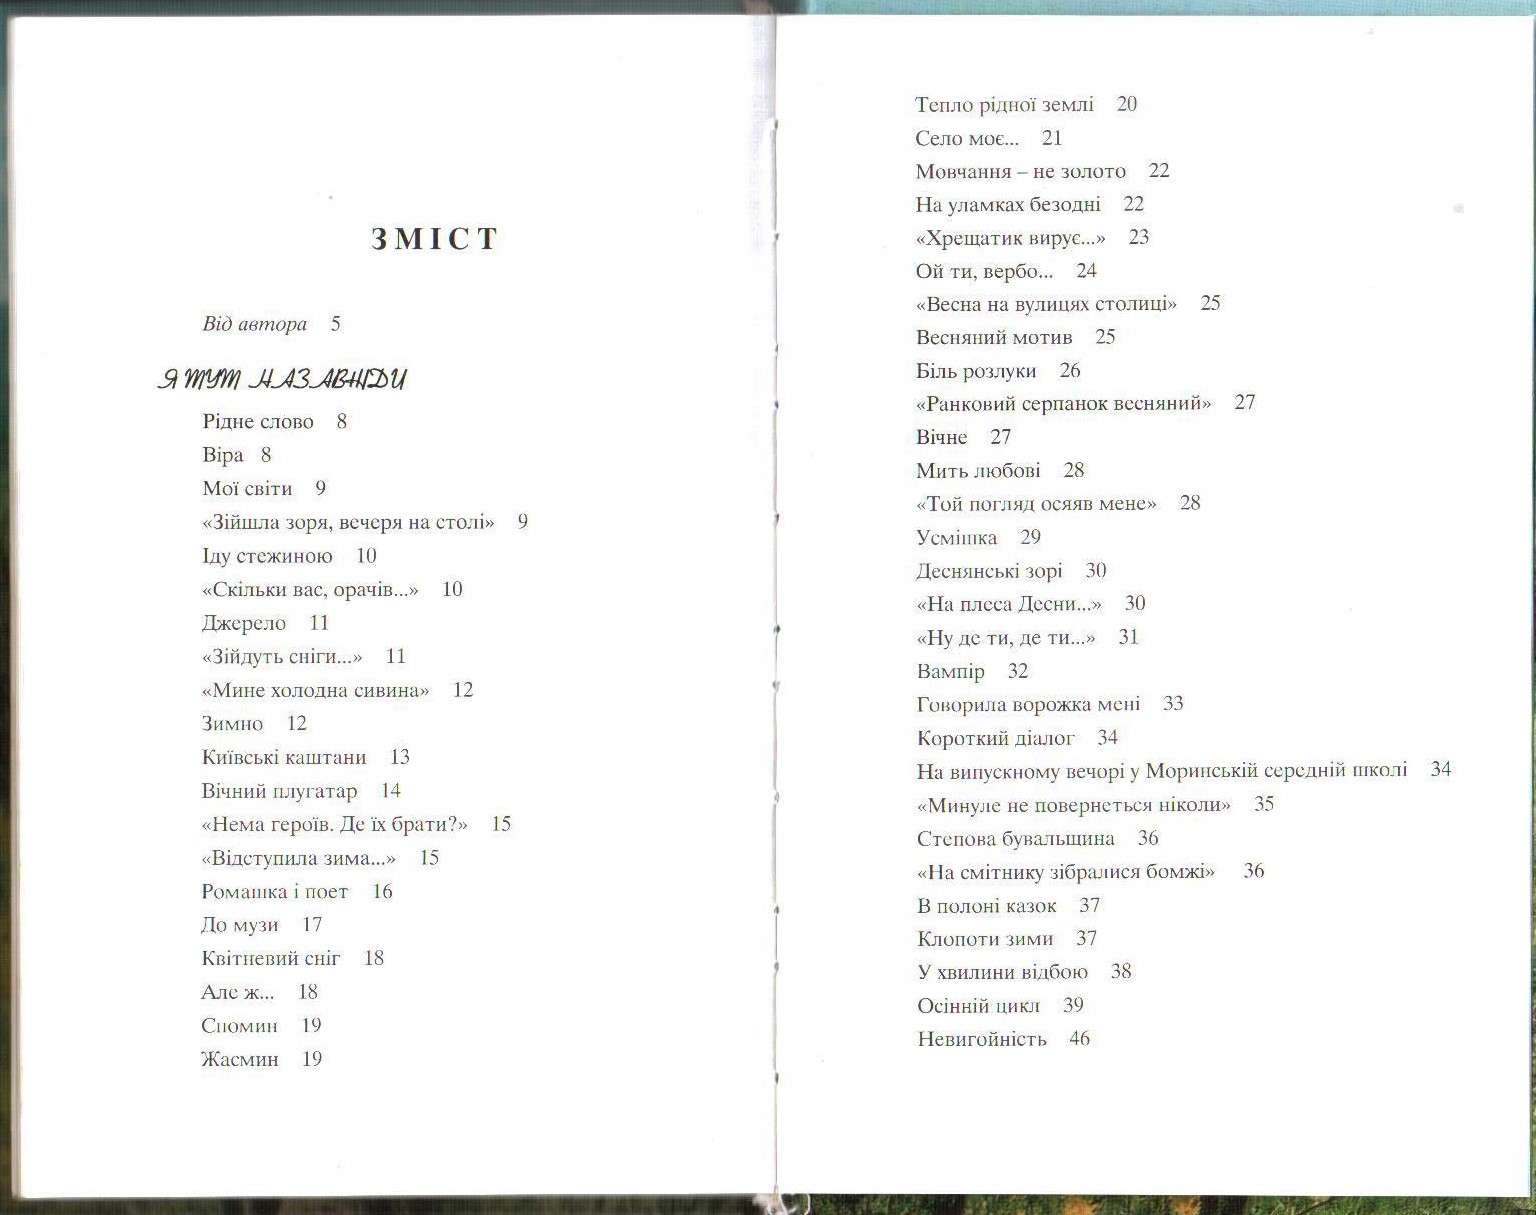 ЗМІСТ
Від автора 5
Я ТУТ НАЗАВЖДИ
Рідне слово 8
Віра 8
Мої світи 9
«Зійшла зоря, вечеря на столі» 9
Іду стежиною 10
«Скільки вас, орачів...» 10
Джерело 11
«Зійдуть сніги...» 11
«Мине холодна сивина» 12
Зимно 12
Київські каштани 13
Вічний плугатар 14
«Нема героїв. Де їх брати?» 15
«Відступила зима...» 15
Ромашка і поет 16
До музи 17
Квітневий сніг 18
Але ж... 18
Спомин 19
Жасмин 19
Тепло рідної землі 20
Село моє... 21
Мовчання – не золото 22
На уламках безодні 22
«Хрещатик вирує...» 23
Ой ти, вербо... 24
«Весна на вулицях столиці» 25
Весняний мотив 25
Біль розлуки 26
«Ранковий серпанок весняний» 27
Вічне 27
Мить любові 28
«Той погляд осяяв мене» 28
Усмішка 29
Деснянські зорі 30
«На плеса Десни...» 30
«Ну де ти, де ти...» 31
Вампір 32
Говорила ворожка мені 33
Короткий діалог 34
На випускному вечорі у Моринській середній школі 34
«Минуле не повернеться ніколи» 35
Степова бувальщина 36
«На смітнику зібралися бомжі» 36
В полоні казок 37
Клопоти зими 37
У хвилини відбою 38
Осінній цикл 39
Невигойність 46